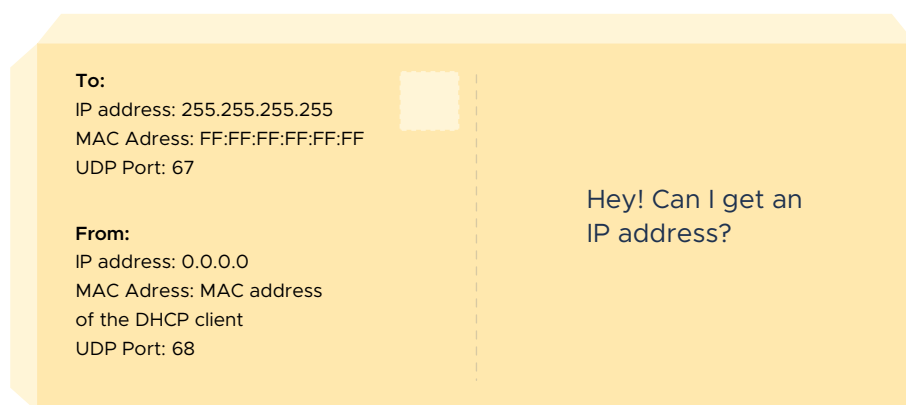 To:
IP address: 255.255.255.255
MAC Adress: FF:FF:FF:FF:FF:FF
UDP Port: 67
From:
IP address: 0.0.0.0
MAC Adress: MAC address
of the DHCP client
UDP Port: 68
Hey! Can I get an
IP address?